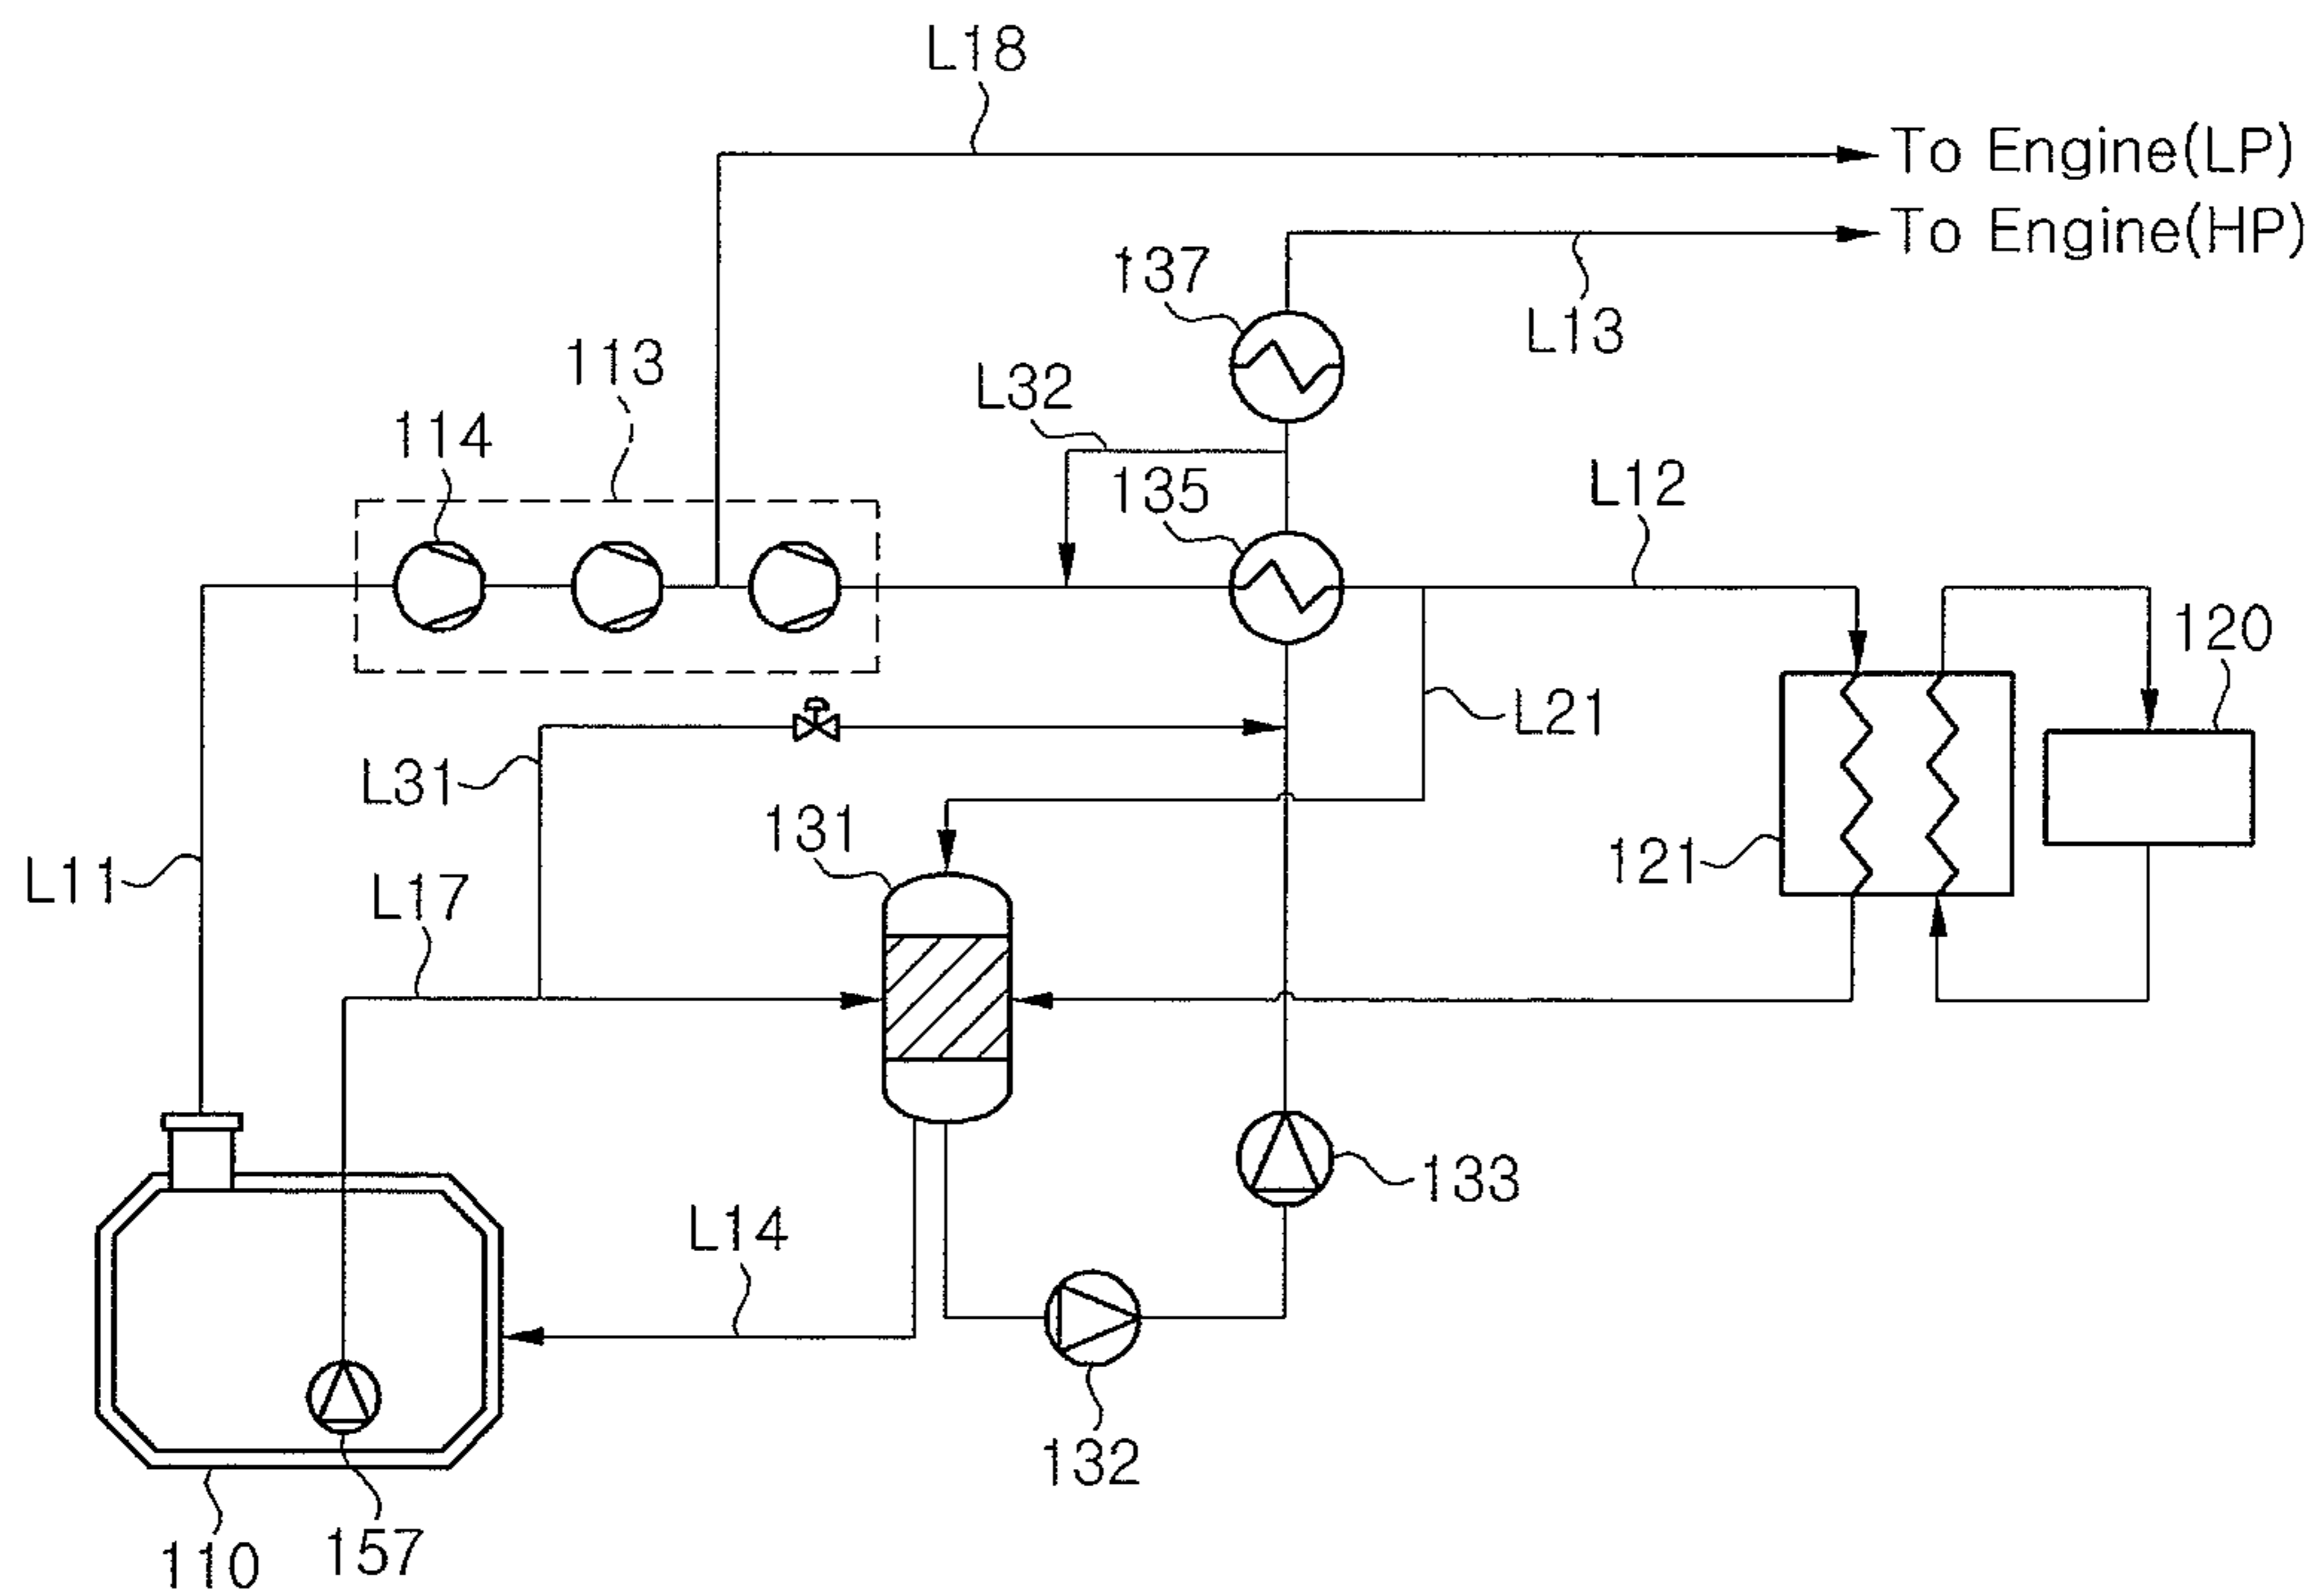 L18
To Engine(LP)
To Engine(HP)
137
L13
113
L32
114
135
L12
120
L21
L31
131
121
L11
L17
133
L14
132
157
110